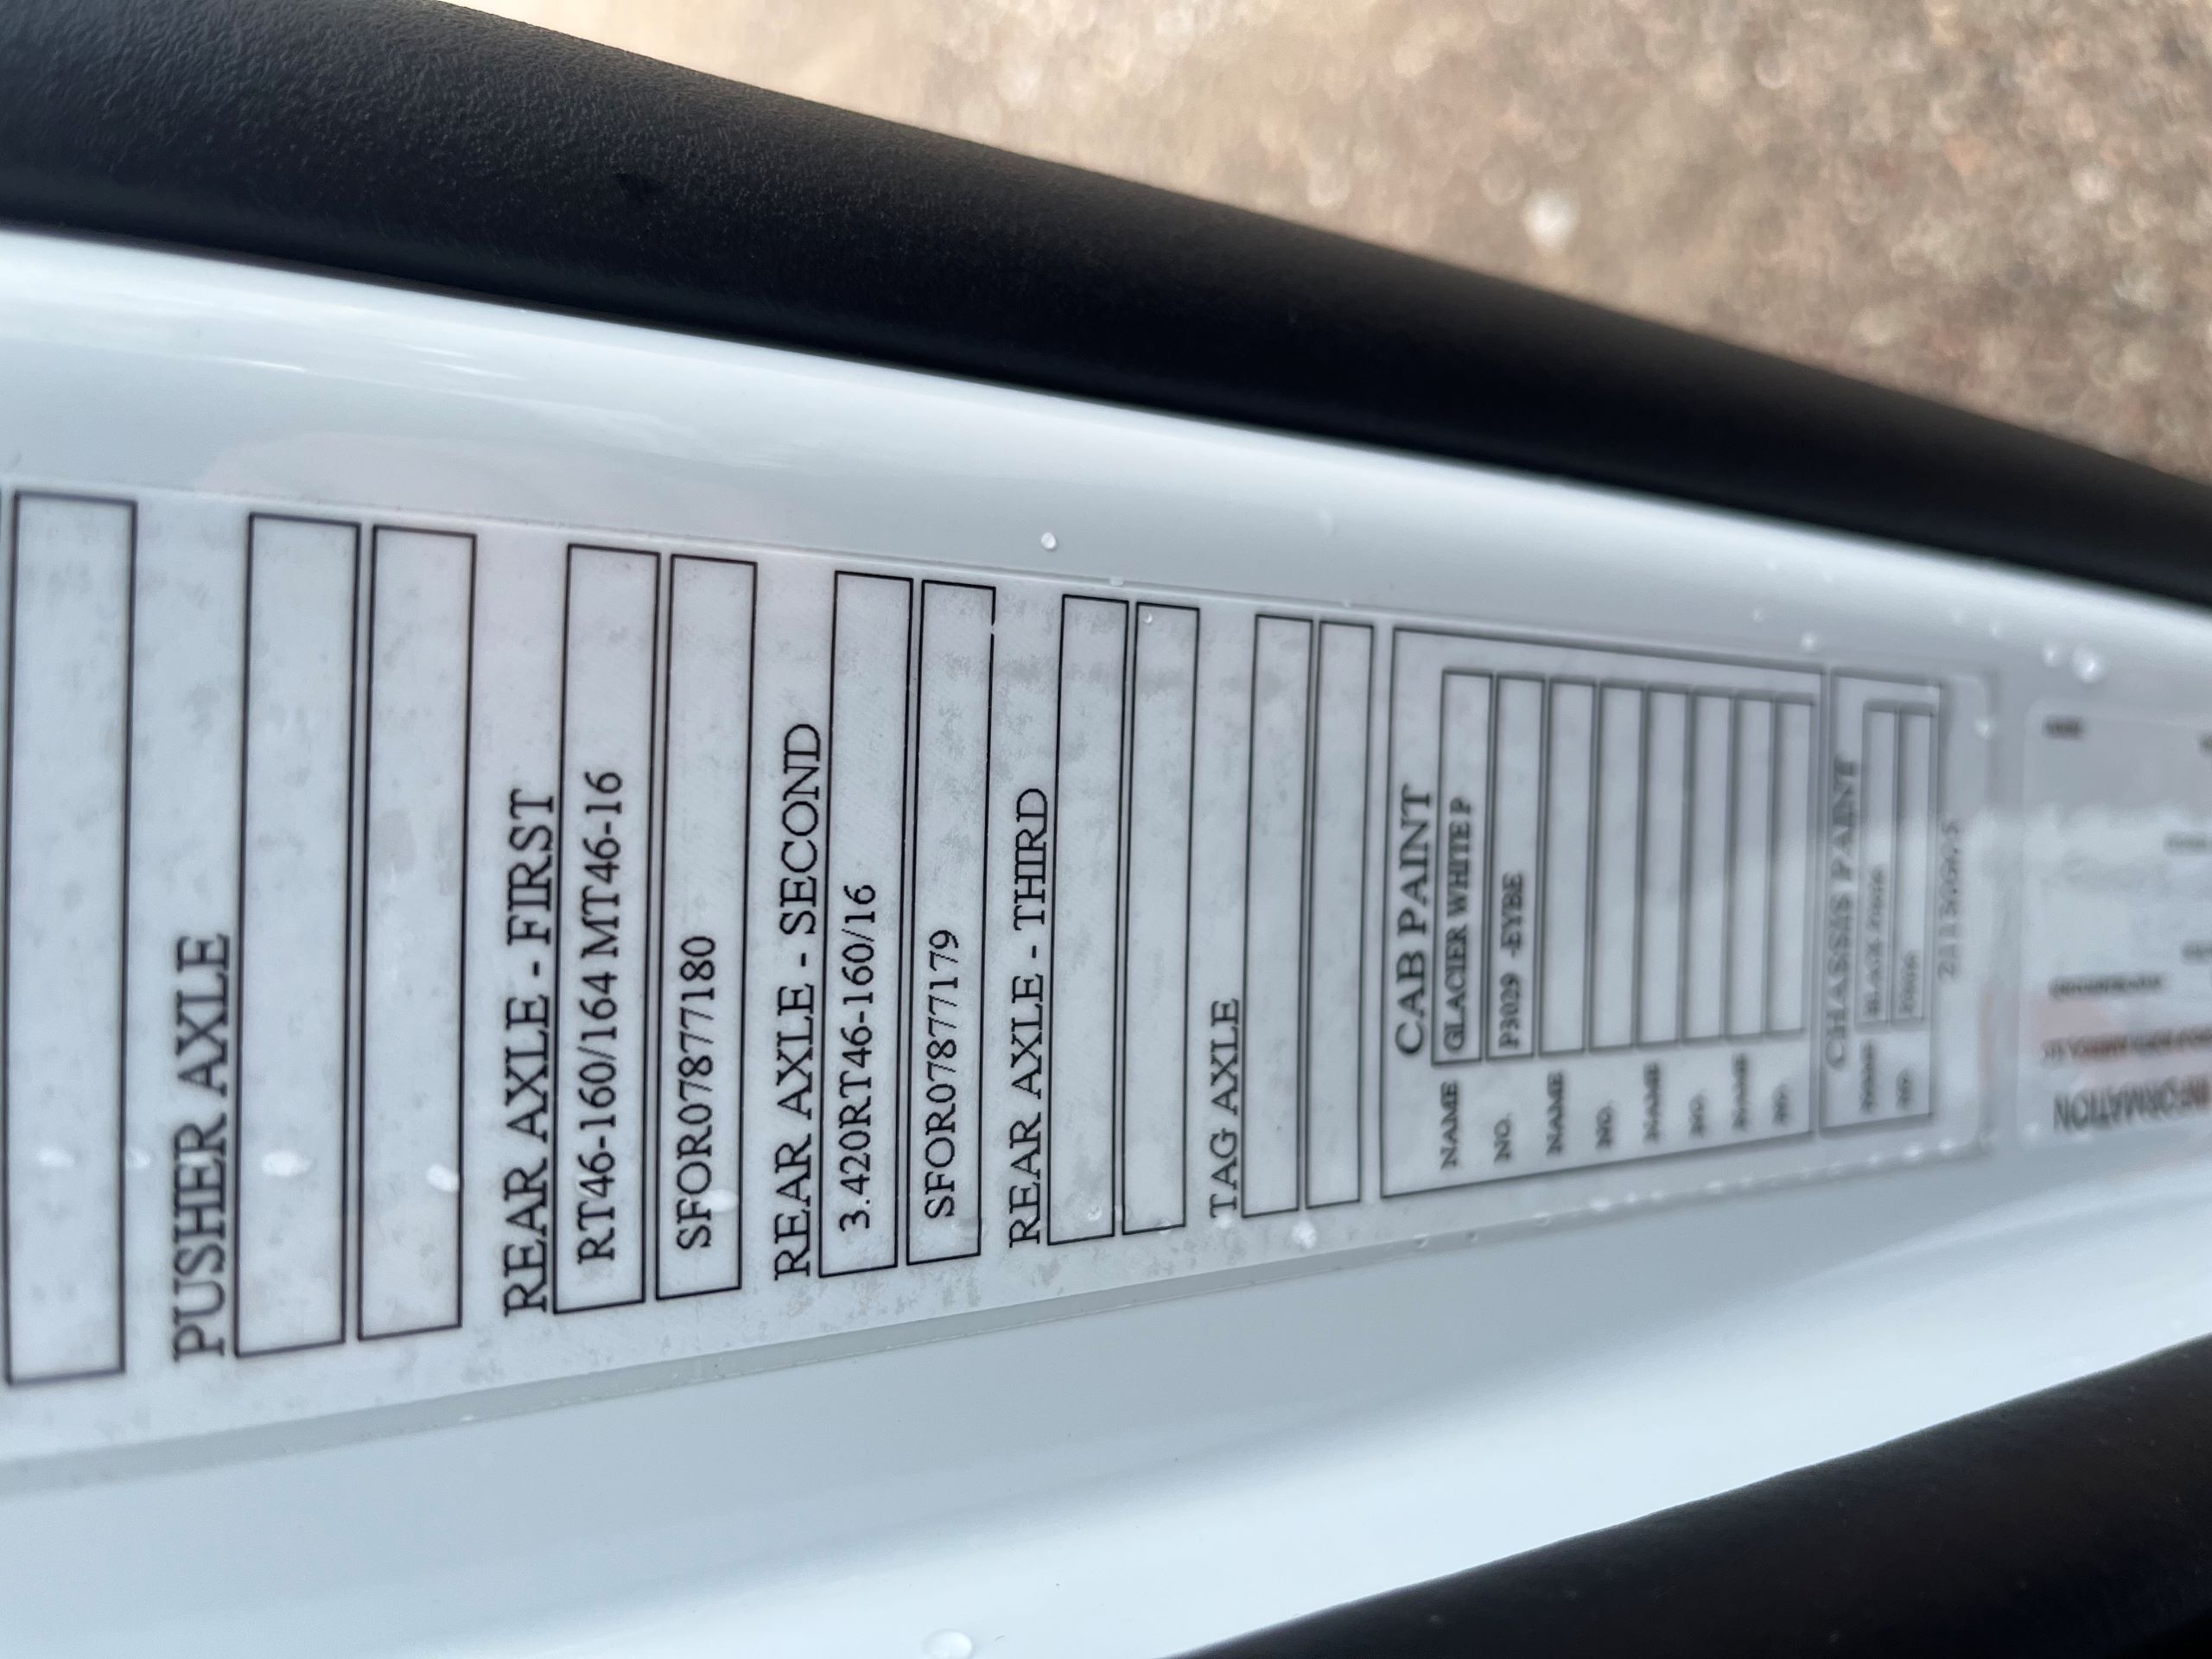 PUSHER AXLE
REAR AXLE - FIRST
RT46-160/164 MT46-16
SFOR07877180
REAR AXLE - SECOND
3.420RT46-160/16
SFOR07877179
REAR AXLE - THIRD
TAG AXLE
CAB PAINT
NAME GLACIER WHITE P
NO. P3029 -EYBE
NAME
NO.
NAME
NO.
NAME
NO.
CHASSIS PAINT
NAME
NO.
INFORMATION